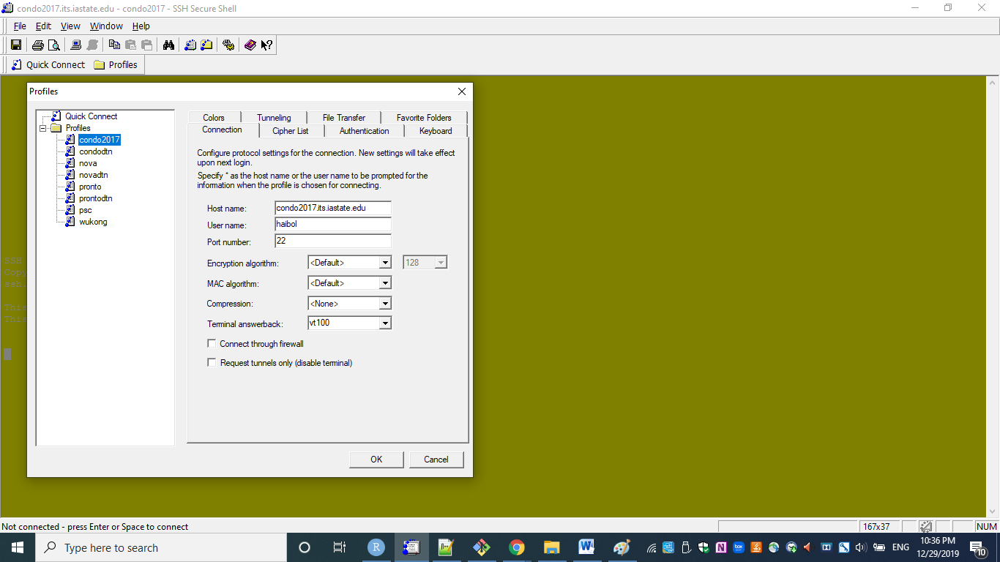 condo2017.its.iastate.edu - condo2017 - SSH Secure Shell
File Edit View Window Help
Quick Connect Profiles
Profiles
Quick Connect
Profiles
condo2017
condodtn
nova
novadtn
pronto
prontodtn
psc
wukong
Colors Tunneling File Transfer Favorite Folders
Connection Cipher List Authentication Keyboard
Configure protocol settings for the connection. New settings will take effect
upon next login.
Specify * as the host name or the user name to be prompted for the
information when the profile is chosen for connecting.
Host name: condo2017.its.iastate.edu
User name: haibol
Port number: 22
Encryption algorithm: <Default> 128
MAC algorithm: <Default>
Compression: <None>
Terminal answerback: vt100
Connect through firewall
Request tunnels only (disable terminal)
OK Cancel
SSH
Copy
ssh.
This
This
Not connected - press Enter or Space to connect 167x37 NUM
Type here to search
ENG 10:36 PM
12/29/2019
10